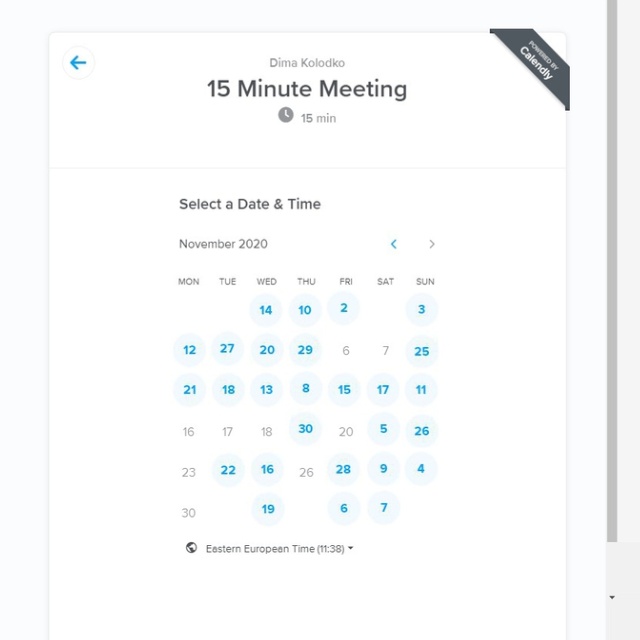 POWERED BY
Calendly
Dima Kolodko
15 Minute Meeting
15 min
Select a Date & Time
November 2020
MON TUE WED THU FRI SAT SUN
14 10 2 3
12 27 20 29 6 7 25
21 18 13 8 15 17 11
16 17 18 30 20 5 26
23 22 16 26 28 9 4
30 19 6 7
Eastern European Time (11:38)